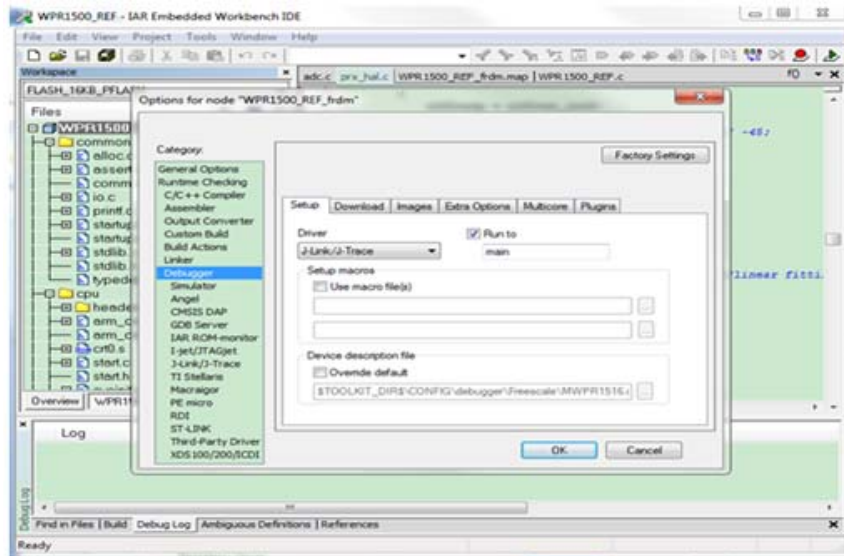 WPR1500_REF - IAR Embedded Workbench IDE
File Edit View Project Tools Window Help
Workspace
adc.c prx_hal.c WPR1500_REF_frdm.map WPR1500_REF.c
f()
FLASH_16KB_PFLASH
Files
WPR1500
common
alloc.c
assert
comm
io.c
printf.c
startup
startup
stdlib.
stdlib.
typede
cpu
header
arm_c
arm_c
crt0.s
start.c
start.h
Overview WPR15
-48;
linear fitti
Options for node "WPR1500_REF_frdm"
Category:
General Options
Runtime Checking
C/C++ Compiler
Assembler
Output Converter
Custom Build
Build Actions
Linker
Debugger
Simulator
Angel
CMSIS DAP
GDB Server
IAR ROM-monitor
I-jet/JTAGjet
J-Link/J-Trace
TI Stellaris
Macraigor
PE micro
RDI
ST-LINK
Third-Party Driver
XDS100/200/ICDI
Factory Settings
Setup Download Images Extra Options Multicore Plugins
Driver
J-Link/J-Trace
Run to
main
Setup macros
Use macro file(s)
Device description file
Override default
$TOOLKIT_DIR$\CONFIG\debugger\Freescale\MWPR1516.c
OK Cancel
Log
Debug Log
Find in Files Build Debug Log Ambiguous Definitions References
Ready